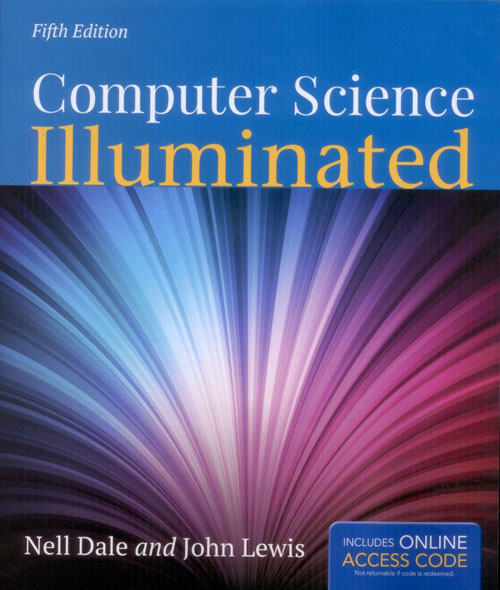 Fifth Edition
Computer Science
Illuminated
Nell Dale and John Lewis
INCLUDES ONLINE
ACCESS CODE
Not returnable if code is redeemed.